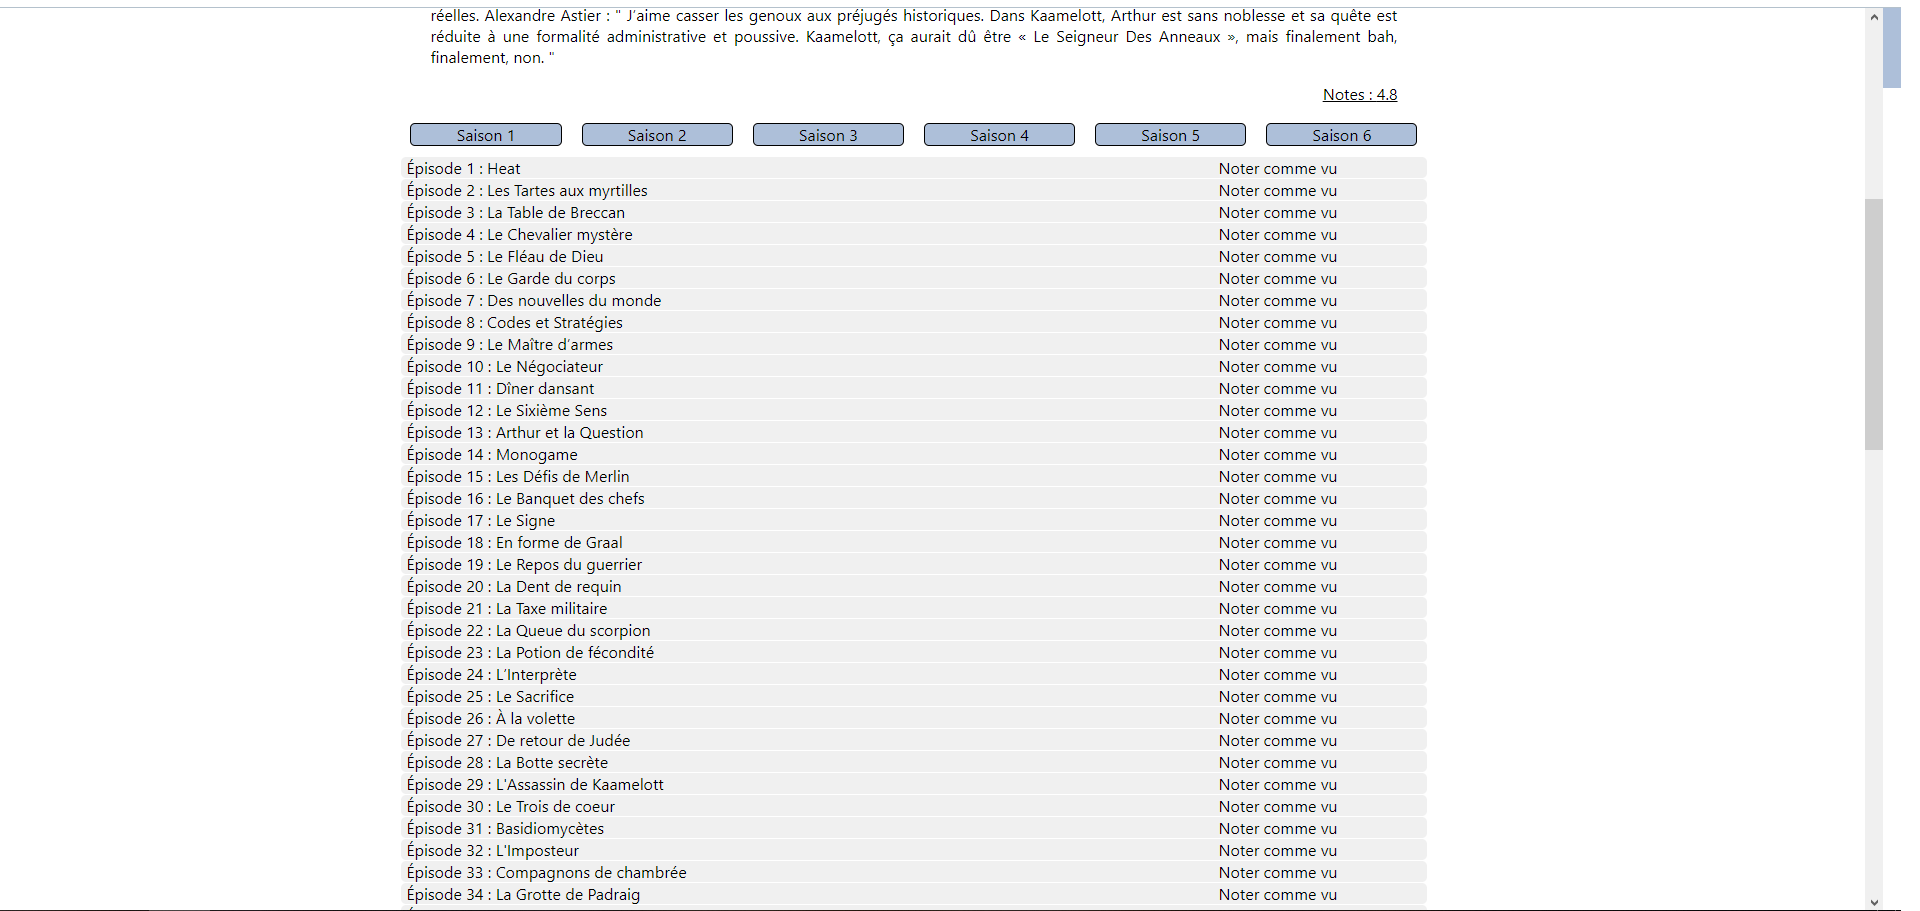 réelles. Alexandre Astier : " J'aime casser les genoux aux préjugés historiques. Dans Kaamelott, Arthur est sans noblesse et sa quête est
réduite à une formalité administrative et poussive. Kaamelott, ça aurait dû être « Le Seigneur Des Anneaux », mais finalement bah,
finalement, non. "
Notes : 4.8
Saison 1 Saison 2 Saison 3 Saison 4 Saison 5 Saison 6
Épisode 1 : Heat Noter comme vu
Épisode 2 : Les Tartes aux myrtilles Noter comme vu
Épisode 3 : La Table de Breccan Noter comme vu
Épisode 4 : Le Chevalier mystère Noter comme vu
Épisode 5 : Le Fléau de Dieu Noter comme vu
Épisode 6 : Le Garde du corps Noter comme vu
Épisode 7 : Des nouvelles du monde Noter comme vu
Épisode 8 : Codes et Stratégies Noter comme vu
Épisode 9 : Le Maître d'armes Noter comme vu
Épisode 10 : Le Négociateur Noter comme vu
Épisode 11 : Dîner dansant Noter comme vu
Épisode 12 : Le Sixième Sens Noter comme vu
Épisode 13 : Arthur et la Question Noter comme vu
Épisode 14 : Monogame Noter comme vu
Épisode 15 : Les Défis de Merlin Noter comme vu
Épisode 16 : Le Banquet des chefs Noter comme vu
Épisode 17 : Le Signe Noter comme vu
Épisode 18 : En forme de Graal Noter comme vu
Épisode 19 : Le Repos du guerrier Noter comme vu
Épisode 20 : La Dent de requin Noter comme vu
Épisode 21 : La Taxe militaire Noter comme vu
Épisode 22 : La Queue du scorpion Noter comme vu
Épisode 23 : La Potion de fécondité Noter comme vu
Épisode 24 : L'Interprète Noter comme vu
Épisode 25 : Le Sacrifice Noter comme vu
Épisode 26 : À la volette Noter comme vu
Épisode 27 : De retour de Judée Noter comme vu
Épisode 28 : La Botte secrète Noter comme vu
Épisode 29 : L'Assassin de Kaamelott Noter comme vu
Épisode 30 : Le Trois de coeur Noter comme vu
Épisode 31 : Basidiomycètes Noter comme vu
Épisode 32 : L'Imposteur Noter comme vu
Épisode 33 : Compagnons de chambrée Noter comme vu
Épisode 34 : La Grotte de Padraig Noter comme vu